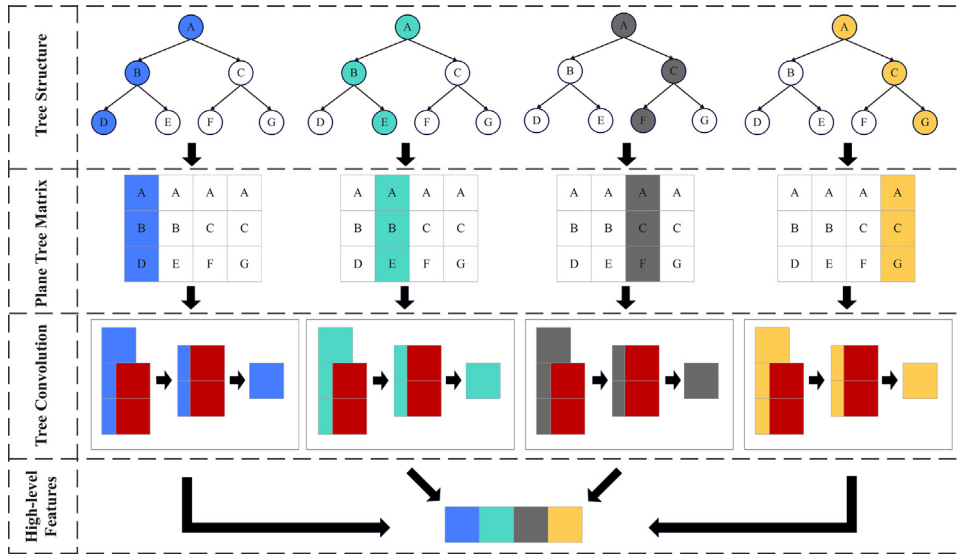 Tree Structure
A
A
A
A
B C
B C
B C
B C
D E F G
D E F G
D E F G
D E F G
Plane Tree Matrix
A A A A
A A A A
A A A A
A A A A
B B C C
B B C C
B B C C
B B C C
D E F G
D E F G
D E F G
D E F G
Tree Convolution
High-level
Features